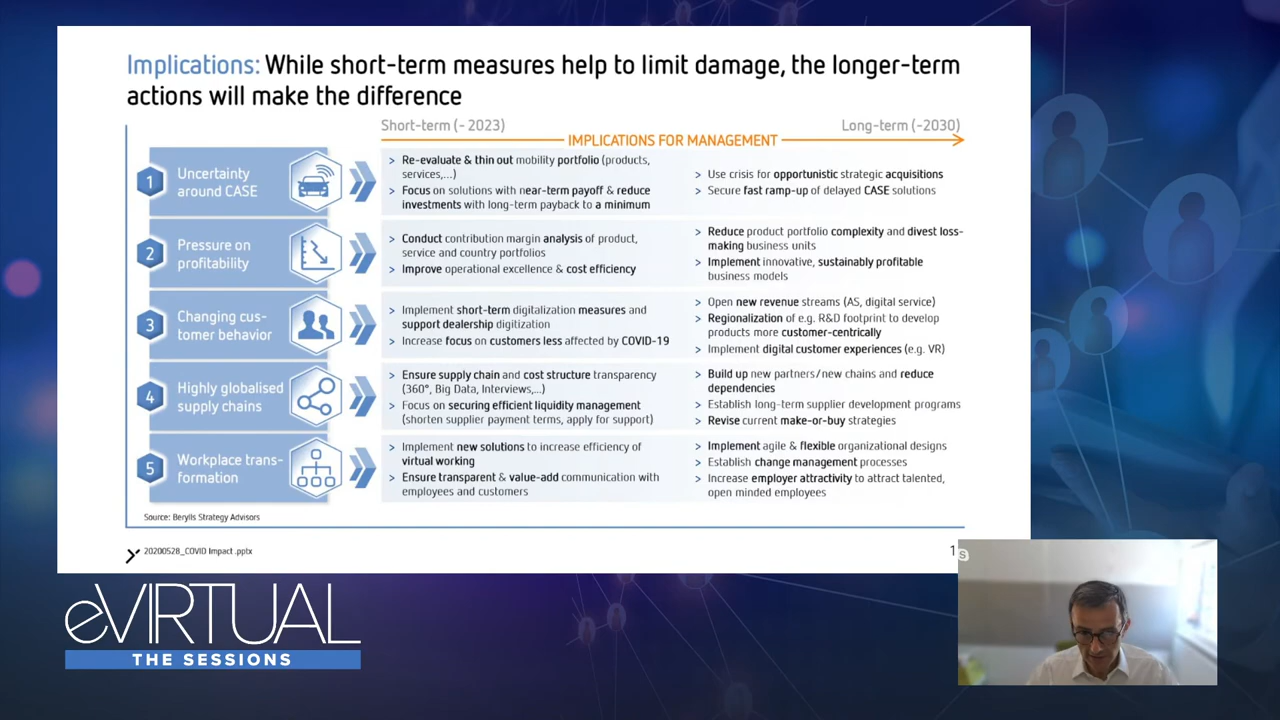 Implications: While short-term measures help to limit damage, the longer-term
actions will make the difference
Short-term (- 2023)
Long-term (-2030)
IMPLICATIONS FOR MANAGEMENT
1
Uncertainty
around CASE
> Re-evaluate & thin out mobility portfolio (products,
services,...)
> Focus on solutions with near-term payoff & reduce
investments with long-term payback to a minimum
> Use crisis for opportunistic strategic acquisitions
> Secure fast ramp-up of delayed CASE solutions
2
Pressure on
profitability
> Conduct contribution margin analysis of product,
service and country portfolios
> Improve operational excellence & cost efficiency
> Reduce product portfolio complexity and divest loss-
making business units
> Implement innovative, sustainably profitable
business models
3
Changing cus-
tomer behavior
> Implement short-term digitalization measures and
support dealership digitization
> Increase focus on customers less affected by COVID-19
> Open new revenue streams (AS, digital service)
> Regionalization of e.g. R&D footprint to develop
products more customer-centrically
> Implement digital customer experiences (e.g. VR)
4
Highly globalised
supply chains
> Ensure supply chain and cost structure transparency
(360°, Big Data, Interviews,...)
> Focus on securing efficient liquidity management
(shorten supplier payment terms, apply for support)
> Build up new partners/new chains and reduce
dependencies
> Establish long-term supplier development programs
> Revise current make-or-buy strategies
5
Workplace trans-
formation
> Implement new solutions to increase efficiency of
virtual working
> Ensure transparent & value-add communication with
employees and customers
> Implement agile & flexible organizational designs
> Establish change management processes
> Increase employer attractivity to attract talented,
open minded employees
Source: Berylls Strategy Advisors
20200528_COVID Impact .pptx
1
s
eVIRTUAL
THE SESSIONS